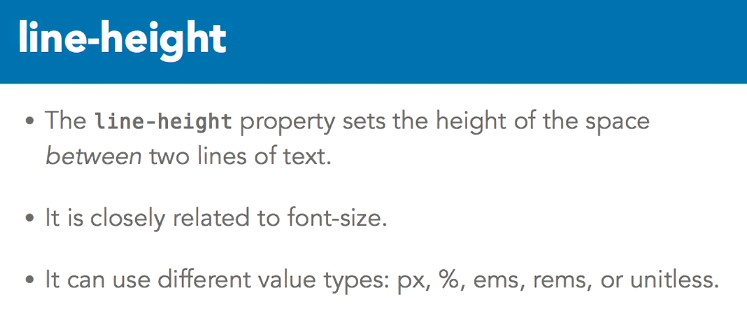 line-height
• The line-height property sets the height of the space
between two lines of text.
• It is closely related to font-size.
• It can use different value types: px, %, ems, rems, or unitless.